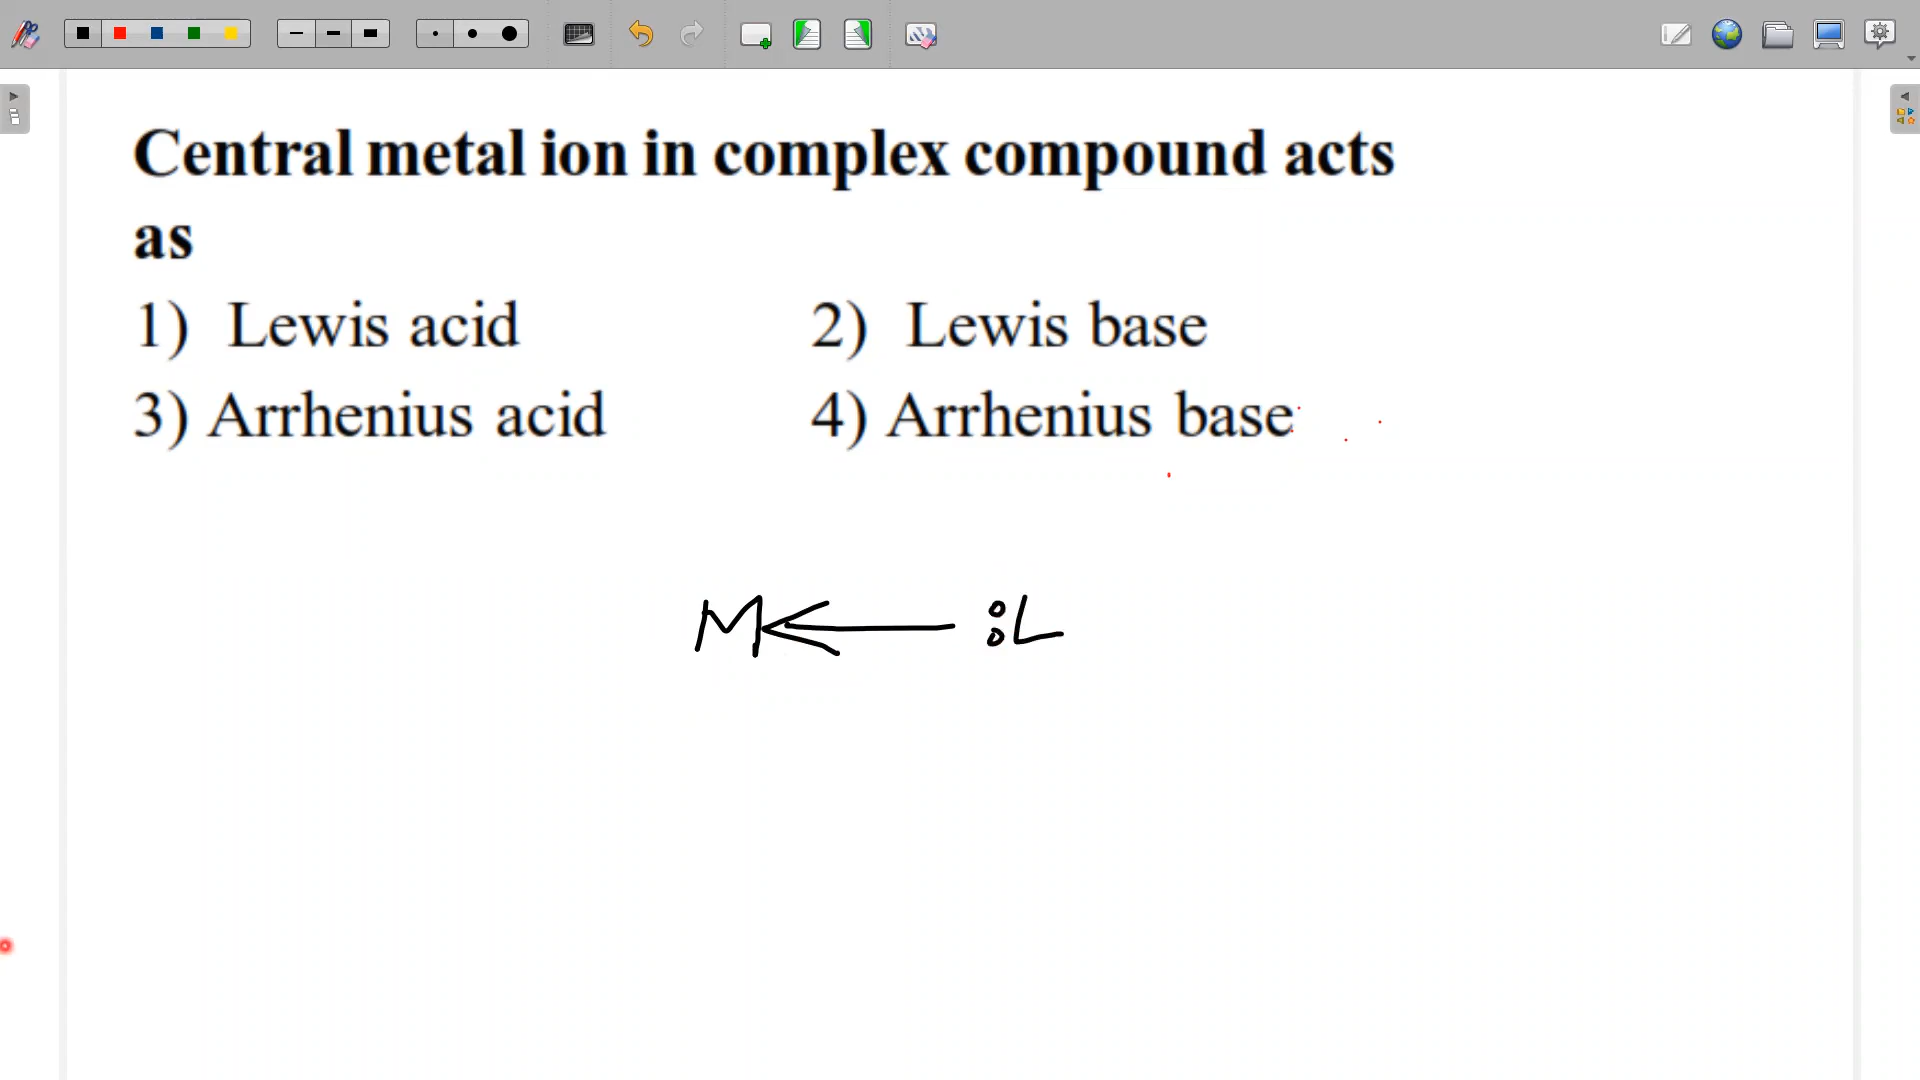 Central metal ion in complex compound acts
as
1) Lewis acid 2) Lewis base
3) Arrhenius acid 4) Arrhenius base
M ← :L